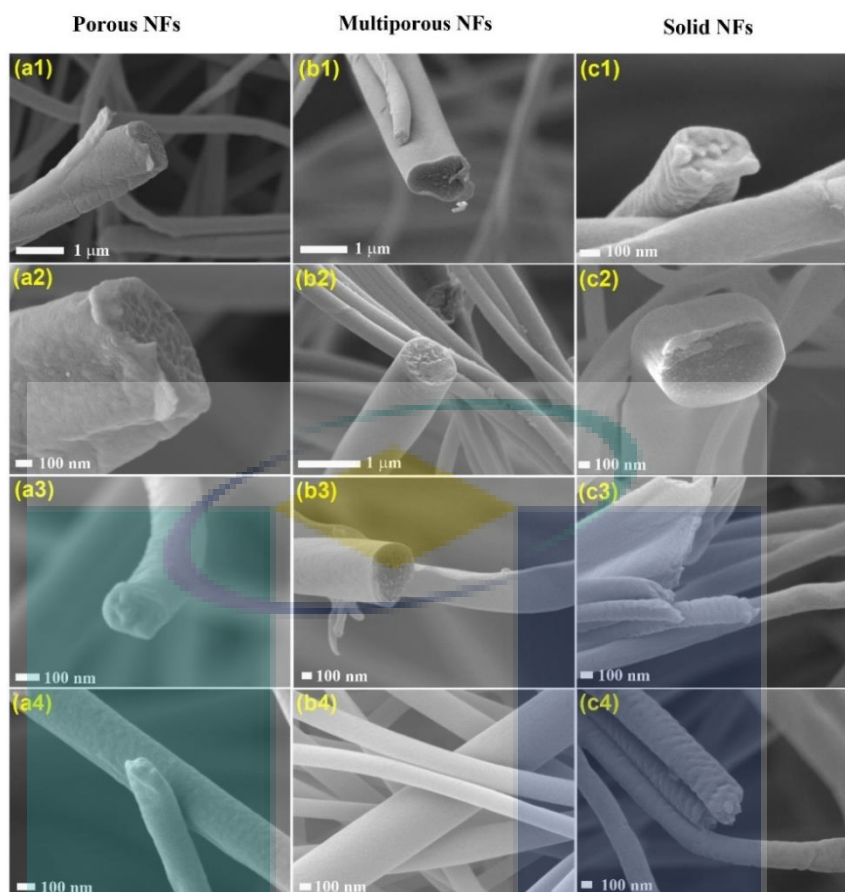 Porous NFs Multiporous NFs Solid NFs
(a1) (b1) (c1)
1 μm 1 μm 100 nm
(a2) (b2) (c2)
100 nm 1 μm 100 nm
(a3) (b3) (c3)
100 nm 100 nm 100 nm
(a4) (b4) (c4)
100 nm 100 nm 100 nm